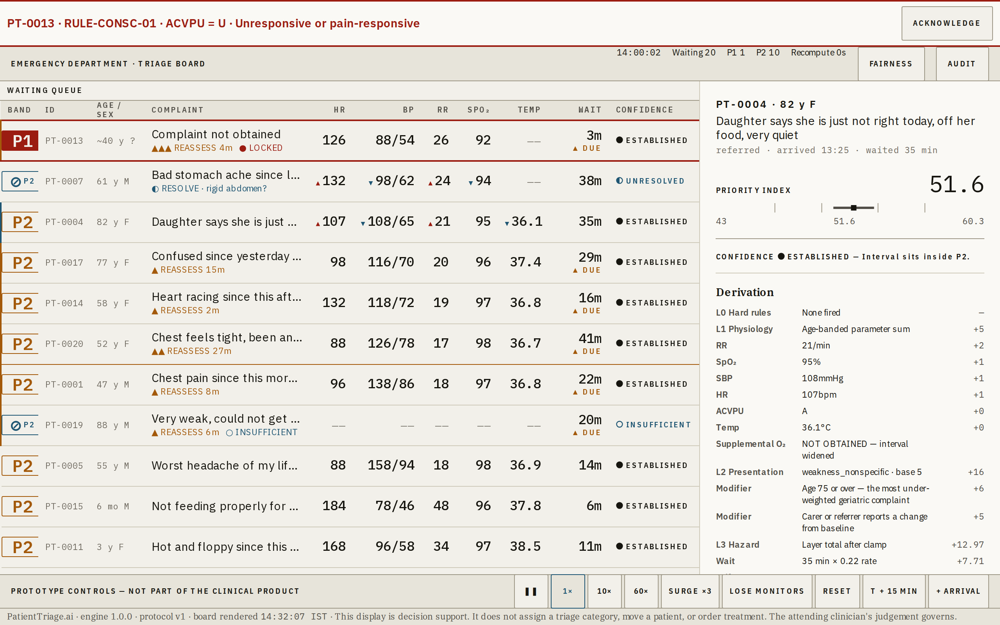 PT-0013 · RULE-CONSC-01 · ACVPU = U · Unresponsive or pain-responsive
ACKNOWLEDGE
EMERGENCY DEPARTMENT · TRIAGE BOARD
14:00:02 Waiting 20 P1 1 P2 10 Recompute 0s
FAIRNESS
AUDIT
WAITING QUEUE
BAND ID AGE / SEX COMPLAINT HR BP RR SPO₂ TEMP WAIT CONFIDENCE
P1 PT-0013 ~40 y ? Complaint not obtained 126 88/54 26 92 —— 3m ● ESTABLISHED
▲▲▲ REASSESS 4m ● LOCKED ▲ DUE
⊘ P2 PT-0007 61 y M Bad stomach ache since l… ▲132 ▼98/62 ▲24 ▼94 —— 38m ◐ UNRESOLVED
◐ RESOLVE · rigid abdomen?
P2 PT-0004 82 y F Daughter says she is just … ▲107 ▼108/65 ▲21 95 ▼36.1 35m ● ESTABLISHED
P2 PT-0017 77 y F Confused since yesterday … 98 116/70 20 96 37.4 29m ● ESTABLISHED
▲ REASSESS 15m ▲ DUE
P2 PT-0014 58 y F Heart racing since this aft… 132 118/72 19 97 36.8 16m ● ESTABLISHED
▲ REASSESS 2m ▲ DUE
P2 PT-0020 52 y F Chest feels tight, been an… 88 126/78 17 98 36.7 41m ● ESTABLISHED
▲▲ REASSESS 27m ▲ DUE
P2 PT-0001 47 y M Chest pain since this mor… 96 138/86 18 97 36.8 22m ● ESTABLISHED
▲ REASSESS 8m ▲ DUE
⊘ P2 PT-0019 88 y M Very weak, could not get … —— —— —— —— —— 20m ○ INSUFFICIENT
▲ REASSESS 6m ○ INSUFFICIENT ▲ DUE
P2 PT-0005 55 y M Worst headache of my lif… 88 158/94 18 98 36.9 14m ● ESTABLISHED
P2 PT-0015 6 mo M Not feeding properly for … 184 78/46 48 96 37.8 6m ● ESTABLISHED
P2 PT-0011 3 y F Hot and floppy since this … 168 96/58 34 97 38.5 11m ● ESTABLISHED
PT-0004 · 82 y F
Daughter says she is just not right today, off her
food, very quiet
referred · arrived 13:25 · waited 35 min
PRIORITY INDEX 51.6
43 51.6 60.3
CONFIDENCE ● ESTABLISHED — Interval sits inside P2.
Derivation
L0 Hard rules None fired —
L1 Physiology Age-banded parameter sum +5
RR 21/min +2
SpO₂ 95% +1
SBP 108mmHg +1
HR 107bpm +1
ACVPU A +0
Temp 36.1°C +0
Supplemental O₂ NOT OBTAINED — interval
widened
L2 Presentation weakness_nonspecific · base 5 +16
Modifier Age 75 or over — the most under-
weighted geriatric complaint +6
Modifier Carer or referrer reports a change
from baseline +5
L3 Hazard Layer total after clamp +12.97
Wait 35 min × 0.22 rate +7.71
PROTOTYPE CONTROLS — NOT PART OF THE CLINICAL PRODUCT
❚❚ 1× 10× 60× SURGE ×3 LOSE MONITORS RESET T + 15 MIN + ARRIVAL
PatientTriage.ai · engine 1.0.0 · protocol v1 · board rendered 14:32:07 IST · This display is decision support. It does not assign a triage category, move a patient, or order treatment. The attending clinician's judgement governs.